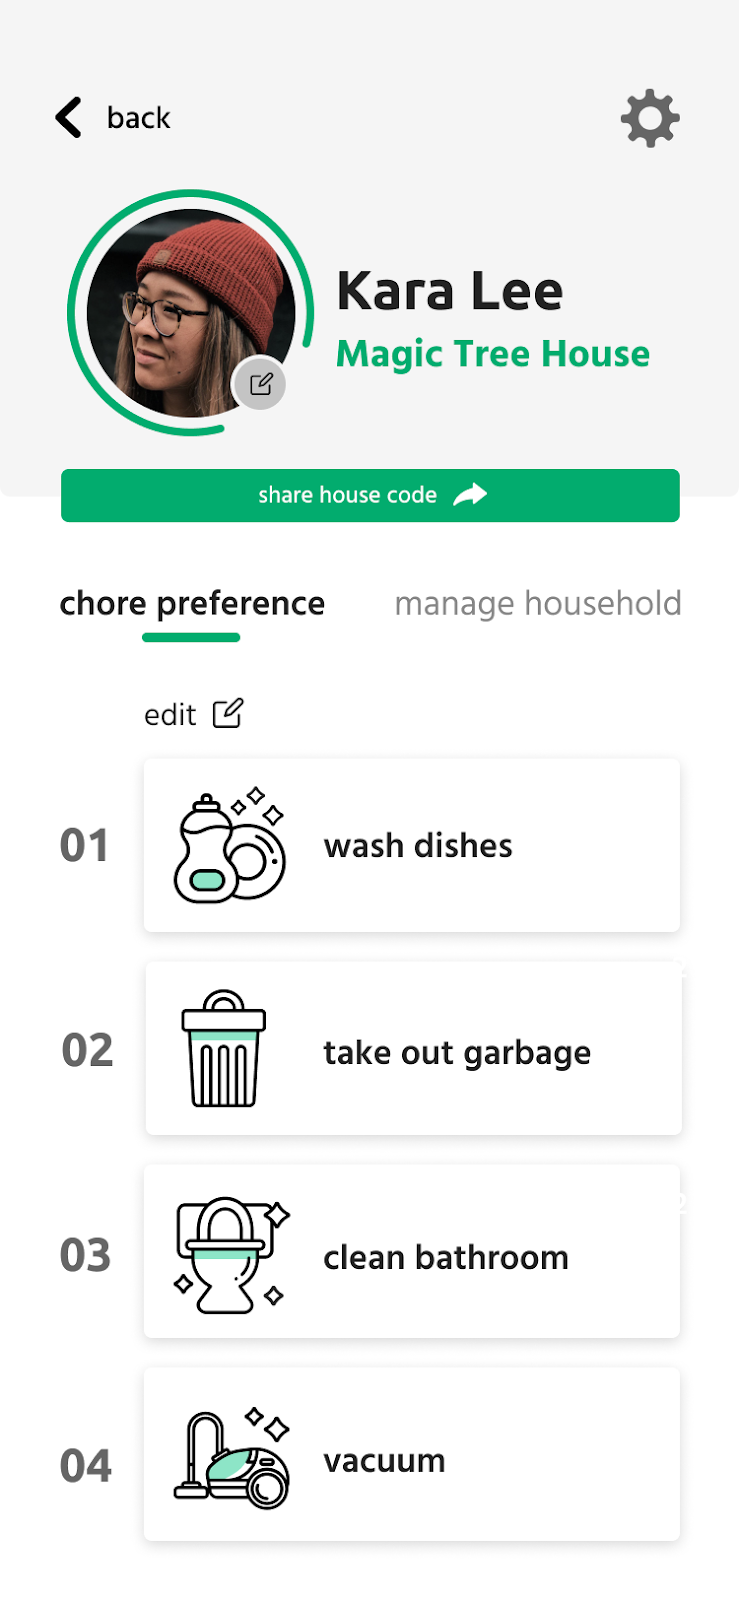 back
Kara Lee
Magic Tree House
share house code
chore preference
manage household
edit
01
wash dishes
02
take out garbage
03
clean bathroom
04
vacuum